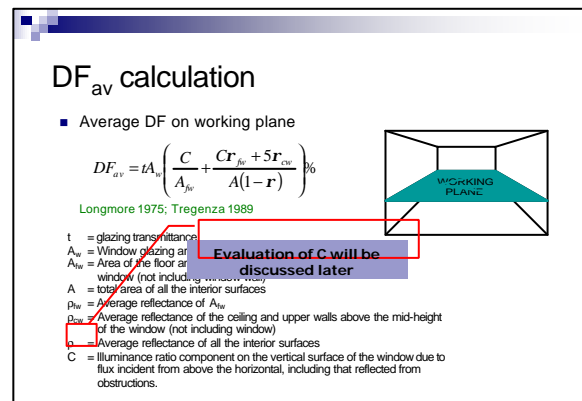 DFav calculation
Average DF on working plane
DFav = tAw ( C / Afw + Crfw + 5rcw / A(1 − r) ) %
Longmore 1975; Tregenza 1989
WORKING
PLANE
t = glazing transmittance
Aw = Window glazing
Afw = Area of the floor
window (not including window wall)
Evaluation of C will be
discussed later
A = total area of all the interior surfaces
ρfw = Average reflectance of Afw
ρcw = Average reflectance of the ceiling and upper walls above the mid-height
of the window (not including window)
ρ = Average reflectance of all the interior surfaces
C = Illuminance ratio component on the vertical surface of the window due to
flux incident from above the horizontal, including that reflected from
obstructions.